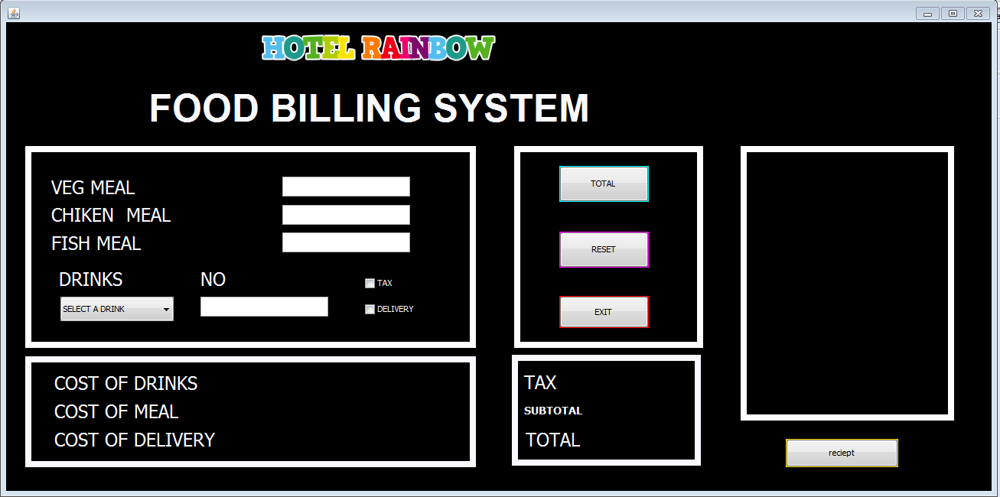 HOTEL RAINBOW
FOOD BILLING SYSTEM
VEG MEAL
CHIKEN MEAL
FISH MEAL
DRINKS NO
TAX
SELECT A DRINK
DELIVERY
TOTAL
RESET
EXIT
COST OF DRINKS
COST OF MEAL
COST OF DELIVERY
TAX
SUBTOTAL
TOTAL
reciept